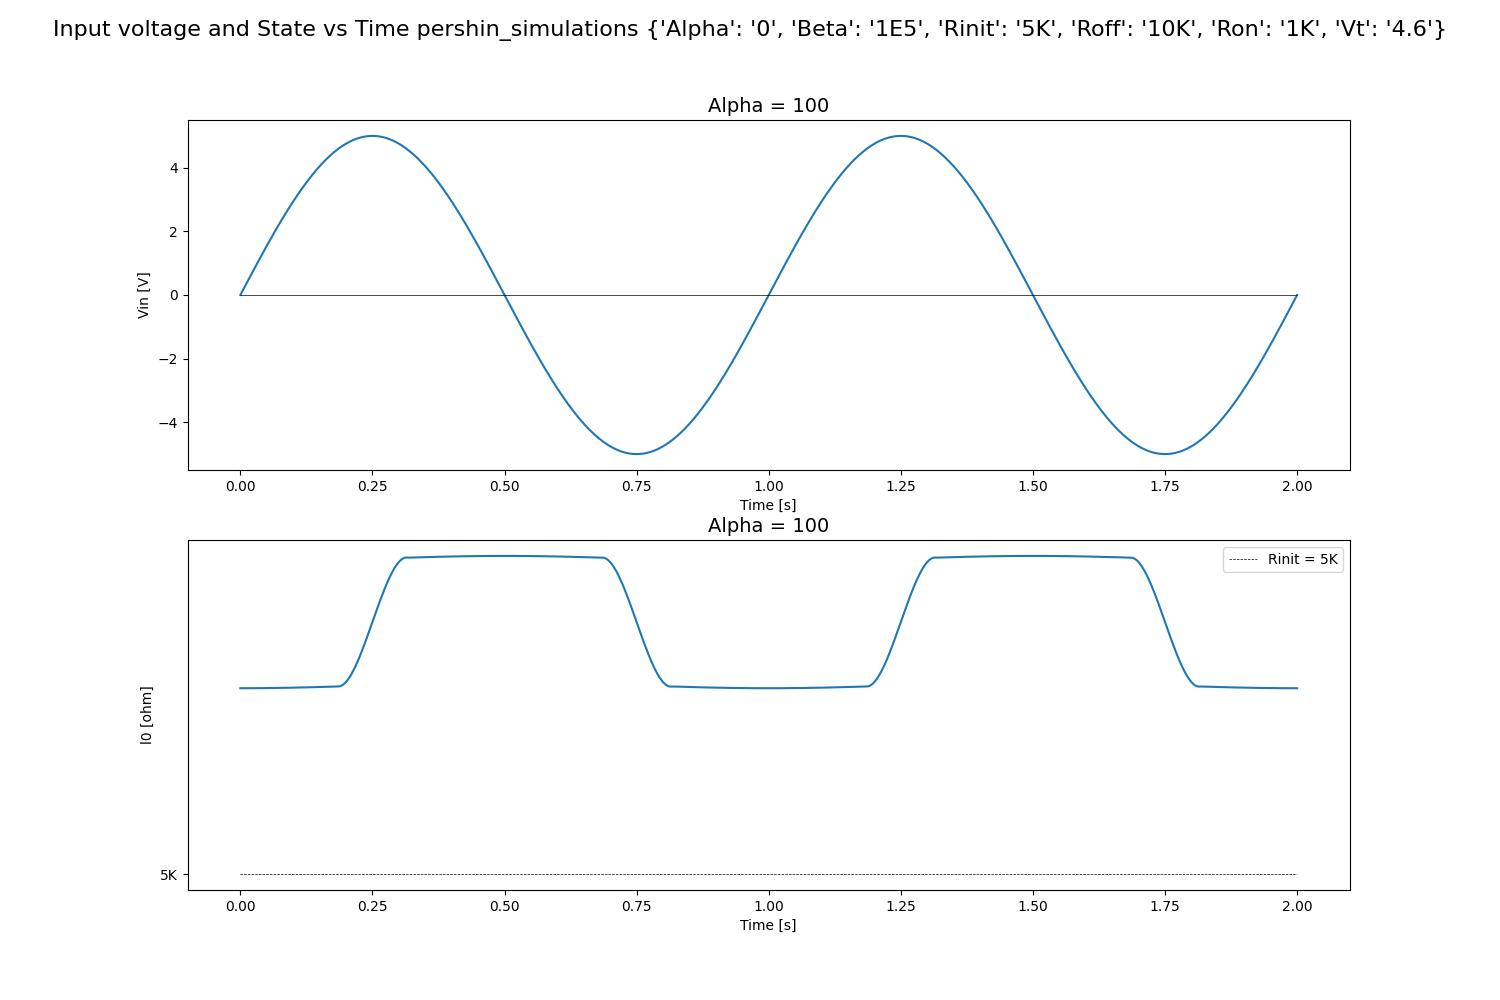 Input voltage and State vs Time pershin_simulations {'Alpha': '0', 'Beta': '1E5', 'Rinit': '5K', 'Roff': '10K', 'Ron': '1K', 'Vt': '4.6'}
Alpha = 100
4
2
0
−2
−4
Vin [V]
0.00 0.25 0.50 0.75 1.00 1.25 1.50 1.75 2.00
Time [s]
Alpha = 100
Rinit = 5K
5K
l0 [ohm]
0.00 0.25 0.50 0.75 1.00 1.25 1.50 1.75 2.00
Time [s]